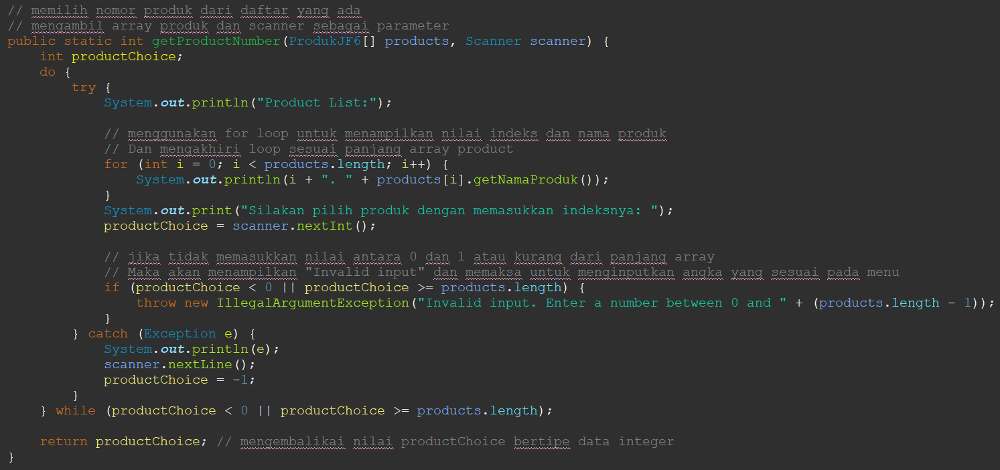 // memilih nomor produk dari daftar yang ada
// mengambil array produk dan scanner sebagai parameter
public static int getProductNumber(ProdukJF6[] products, Scanner scanner) {
    int productChoice;
    do {
        try {
            System.out.println("Product List:");

            // menggunakan for loop untuk menampilkan nilai indeks dan nama produk
            // Dan mengakhiri loop sesuai panjang array product
            for (int i = 0; i < products.length; i++) {
                System.out.println(i + ". " + products[i].getNamaProduk());
            }
            System.out.print("Silakan pilih produk dengan memasukkan indeksnya: ");
            productChoice = scanner.nextInt();

            // jika tidak memasukkan nilai antara 0 dan 1 atau kurang dari panjang array
            // Maka akan menampilkan "Invalid input" dan memaksa untuk menginputkan angka yang sesuai pada menu
            if (productChoice < 0 || productChoice >= products.length) {
                throw new IllegalArgumentException("Invalid input. Enter a number between 0 and " + (products.length - 1));
            }
        } catch (Exception e) {
            System.out.println(e);
            scanner.nextLine();
            productChoice = -1;
        }
    } while (productChoice < 0 || productChoice >= products.length);

    return productChoice; // mengembalikai nilai productChoice bertipe data integer
}